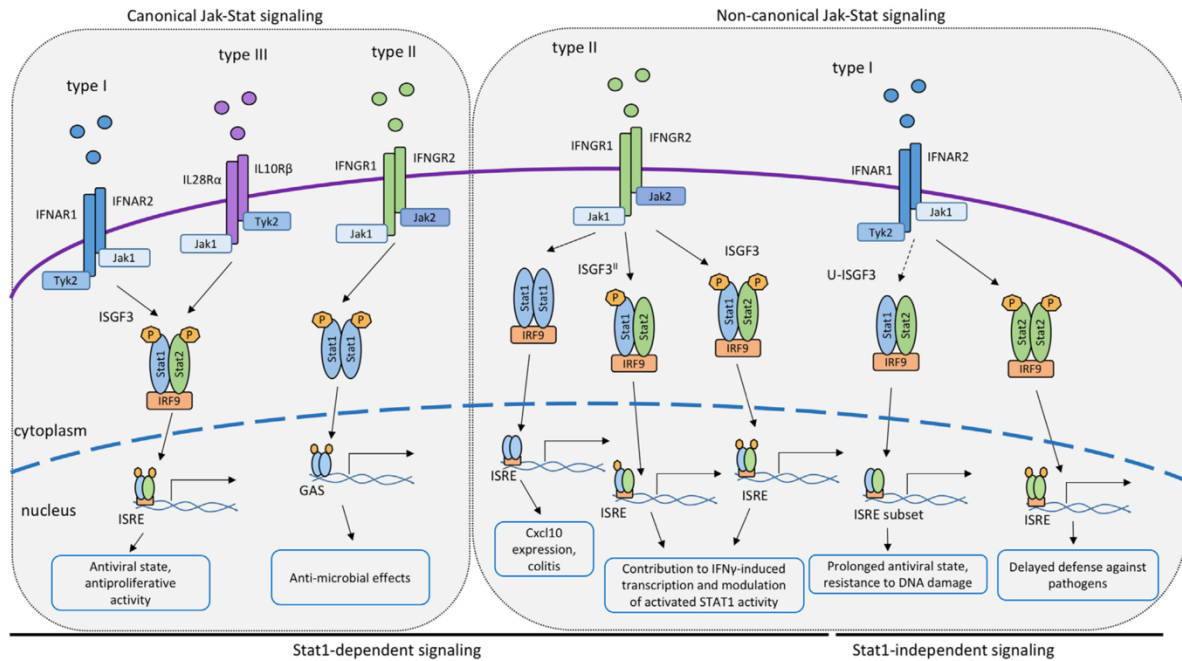 Canonical Jak-Stat signaling
type I
type III
type II
IFNAR1
IFNAR2
Tyk2
Jak1
IL28Rα
IL10Rβ
Jak1
Tyk2
IFNGR1
IFNGR2
Jak1
Jak2
ISGF3
P
P
Stat1
Stat2
IRF9
P
P
Stat1
Stat1
cytoplasm
nucleus
ISRE
GAS
Antiviral state,
antiproliferative
activity
Anti-microbial effects
Non-canonical Jak-Stat signaling
type II
type I
IFNGR1
IFNGR2
Jak1
Jak2
IFNAR1
IFNAR2
Tyk2
Jak1
Stat1
Stat1
IRF9
ISGF3ᴵᴵ
P
Stat1
Stat2
IRF9
ISGF3
P
P
Stat1
Stat2
IRF9
U-ISGF3
Stat1
Stat2
IRF9
P
P
Stat2
Stat2
IRF9
ISRE
ISRE
ISRE
ISRE subset
ISRE
Cxcl10
expression,
colitis
Contribution to IFNγ-induced
transcription and modulation
of activated STAT1 activity
Prolonged antiviral state,
resistance to DNA damage
Delayed defense against
pathogens
Stat1-dependent signaling
Stat1-independent signaling